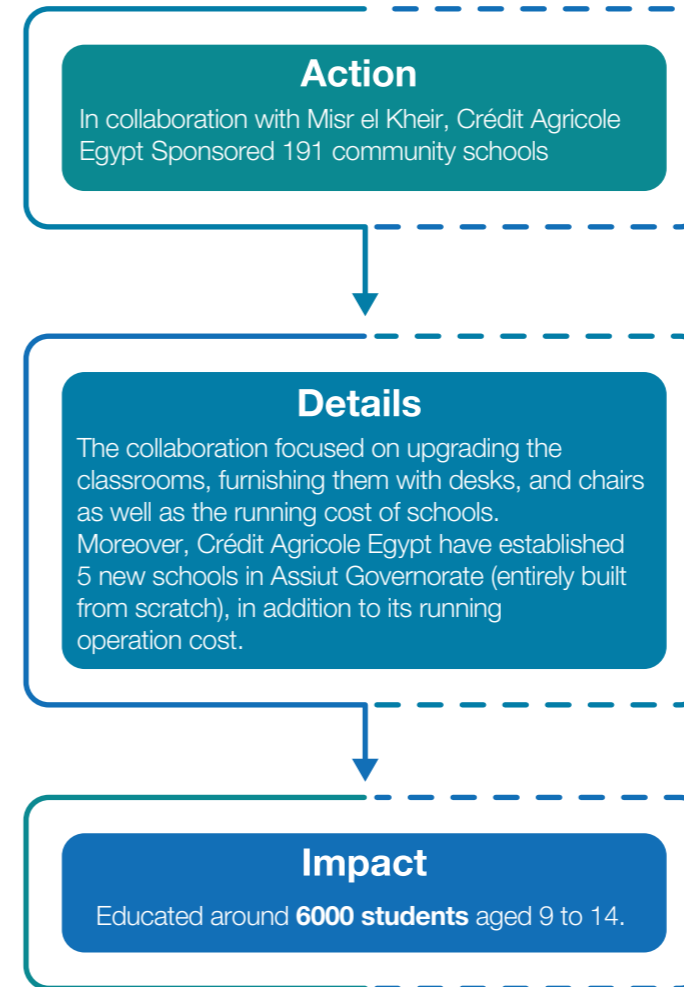 Action
In collaboration with Misr el Kheir, Crédit Agricole
Egypt Sponsored 191 community schools
Details
The collaboration focused on upgrading the
classrooms, furnishing them with desks, and chairs
as well as the running cost of schools.
Moreover, Crédit Agricole Egypt have established
5 new schools in Assiut Governorate (entirely built
from scratch), in addition to its running
operation cost.
Impact
Educated around 6000 students aged 9 to 14.